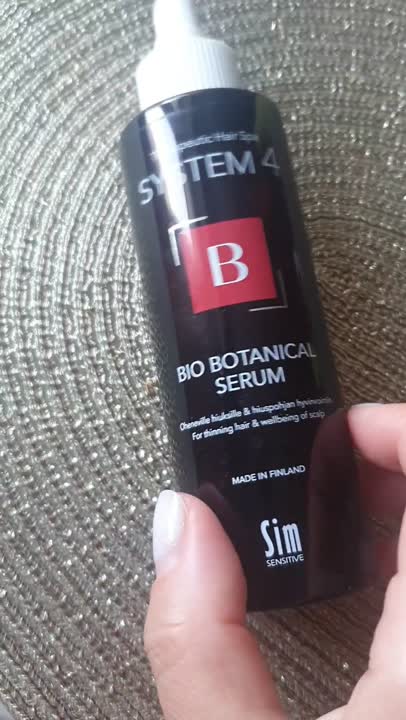 Hair Spa
SYSTEM 4
B
BIO BOTANICAL
SERUM
Oheneville hiuksille & hiuspohjan hyvinvointiin
For thinning hair & wellbeing of scalp
MADE IN FINLAND
Sim
SENSITIVE